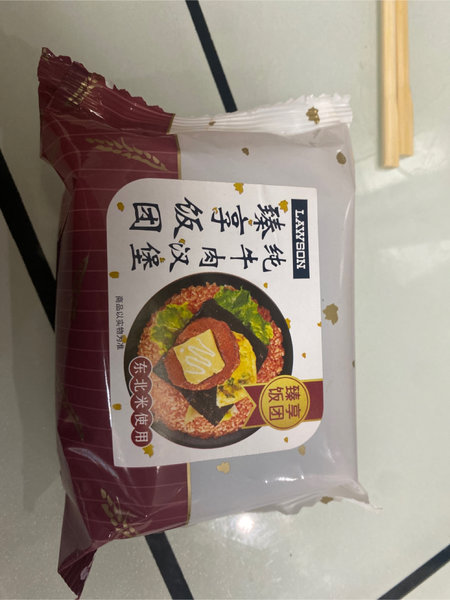 LAWSON
纯牛肉汉堡
臻享饭团
臻享
饭团
商品以实物为准
东北米使用